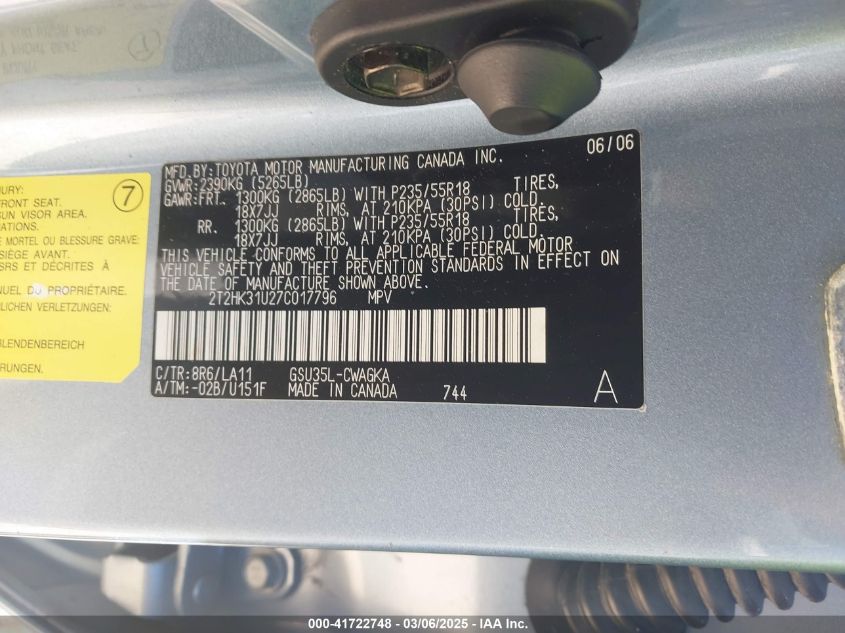 06/06
MFD.BY:TOYOTA MOTOR MANUFACTURING CANADA INC.
GVWR:2390KG (5265LB)
GAWR:FRT. 1300KG (2865LB) WITH P235/55R18 TIRES,
18X7JJ RIMS, AT 210KPA (30PSI) COLD.
RR. 1300KG (2865LB) WITH P235/55R18 TIRES,
18X7JJ RIMS, AT 210KPA (30PSI) COLD.
THIS VEHICLE CONFORMS TO ALL APPLICABLE FEDERAL MOTOR
VEHICLE SAFETY AND THEFT PREVENTION STANDARDS IN EFFECT ON
THE DATE OF MANUFACTURE SHOWN ABOVE.
2T2HK31U27C017796 MPV
C/TR:8R6/LA11 GSU35L-CWAGKA
A/TM:-02B/U151F MADE IN CANADA 744 A
7
JURY:
FRONT SEAT.
SUN VISOR AREA.
MORTEL OU BLESSURE GRAVE:
SIÈGE AVANT.
ET DÉCRITES À
DU PROPRIÉTAIRE.
VERLETZUNGEN:
BLENDENBEREICH
000-41722748 - 03/06/2025 - IAA Inc.